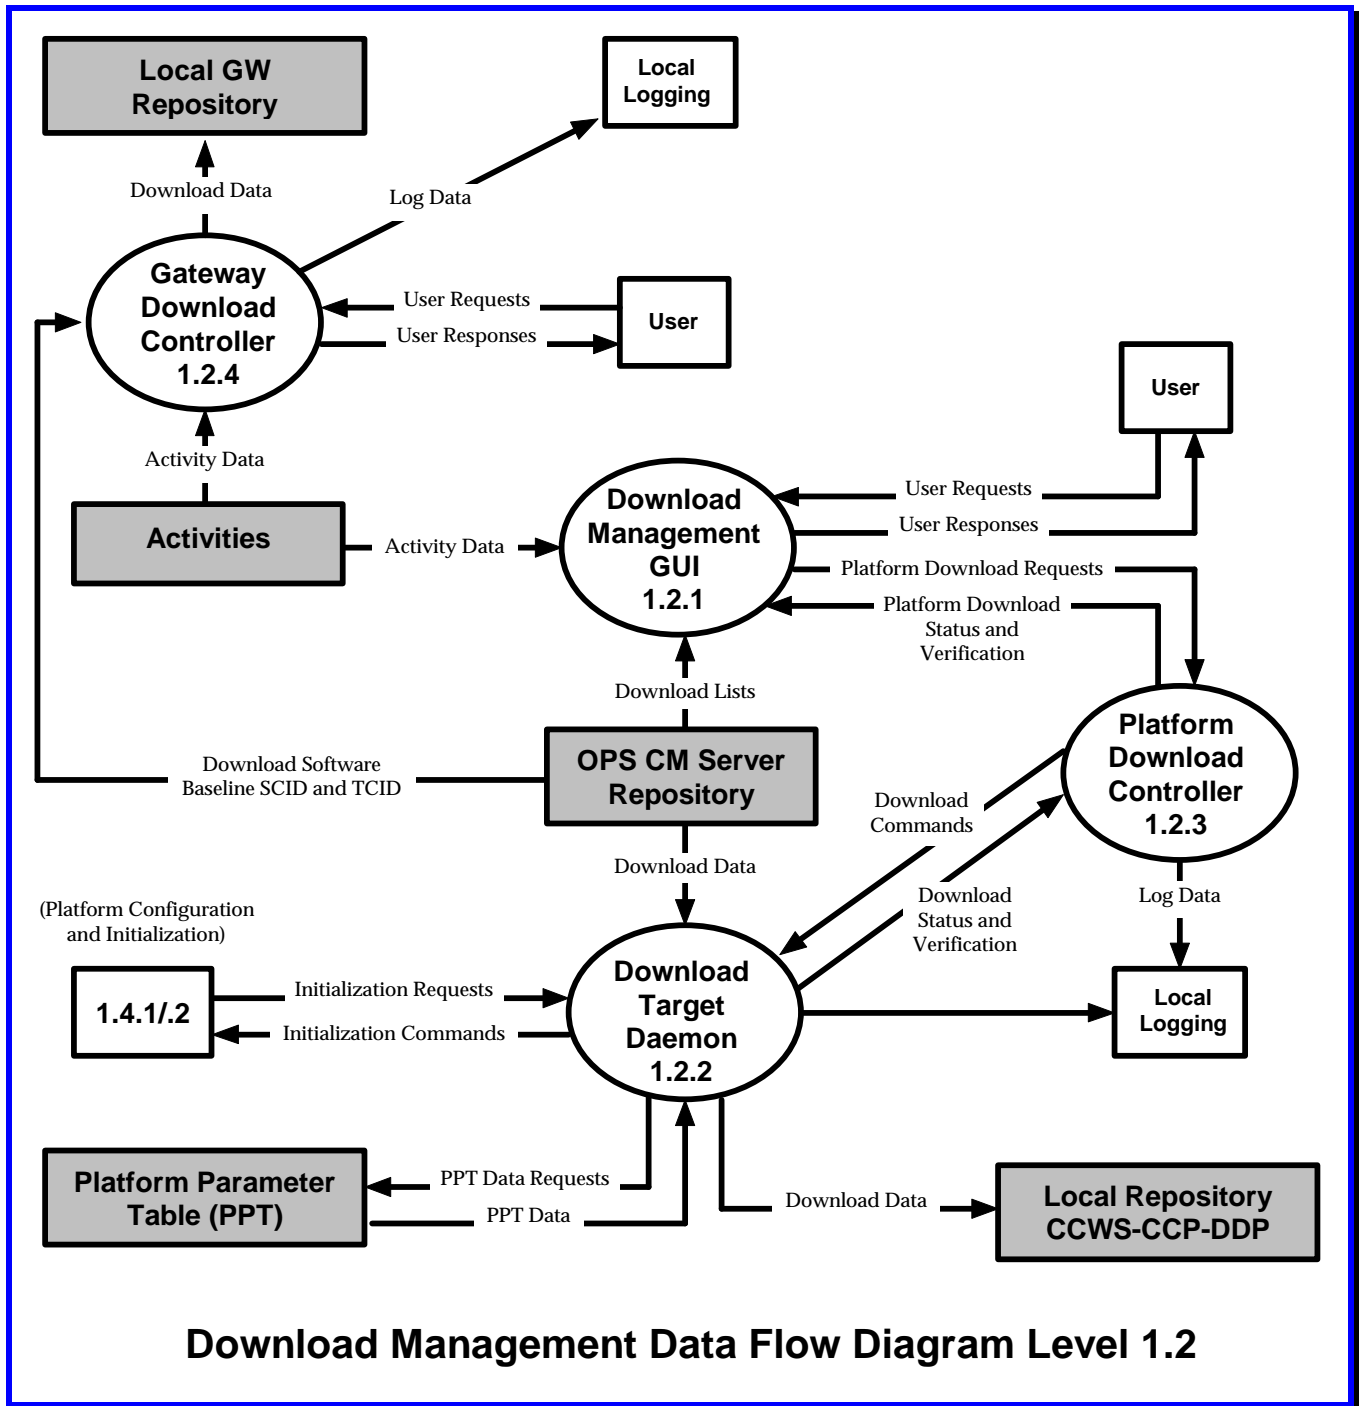 Local GW
Repository
Local
Logging
Download Data
Log Data
Gateway
Download
Controller
1.2.4
User Requests
User Responses
User
User
Activity Data
Activities
Activity Data
Download
Management
GUI
1.2.1
User Requests
User Responses
Platform Download Requests
Platform Download
Status and
Verification
Download Lists
Download Software
Baseline SCID and TCID
OPS CM Server
Repository
Platform
Download
Controller
1.2.3
Download
Commands
Download Data
Download
Status and
Verification
Log Data
(Platform Configuration
and Initialization)
1.4.1/.2
Initialization Requests
Initialization Commands
Download
Target
Daemon
1.2.2
Local
Logging
Platform Parameter
Table (PPT)
PPT Data Requests
PPT Data
Download Data
Local Repository
CCWS-CCP-DDP
Download Management Data Flow Diagram Level 1.2